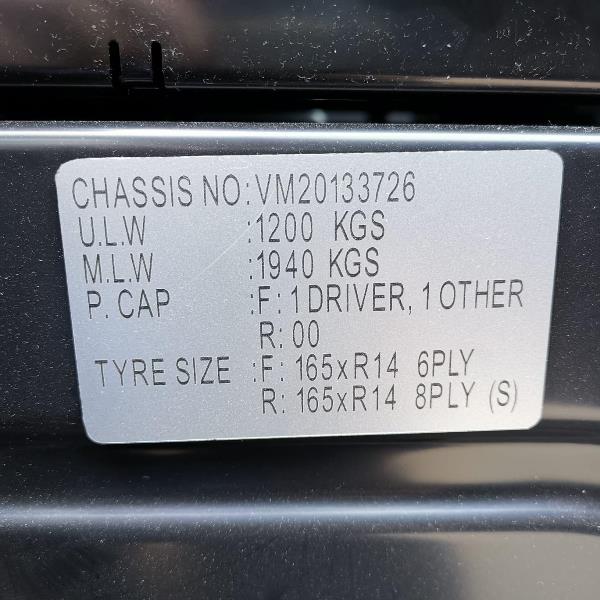 CHASSIS NO:VM20133726
U.L.W :1200 KGS
M.L.W :1940 KGS
P. CAP :F: 1 DRIVER, 1 OTHER
R: 00
TYRE SIZE :F: 165xR14 6PLY
R: 165xR14 8PLY (S)